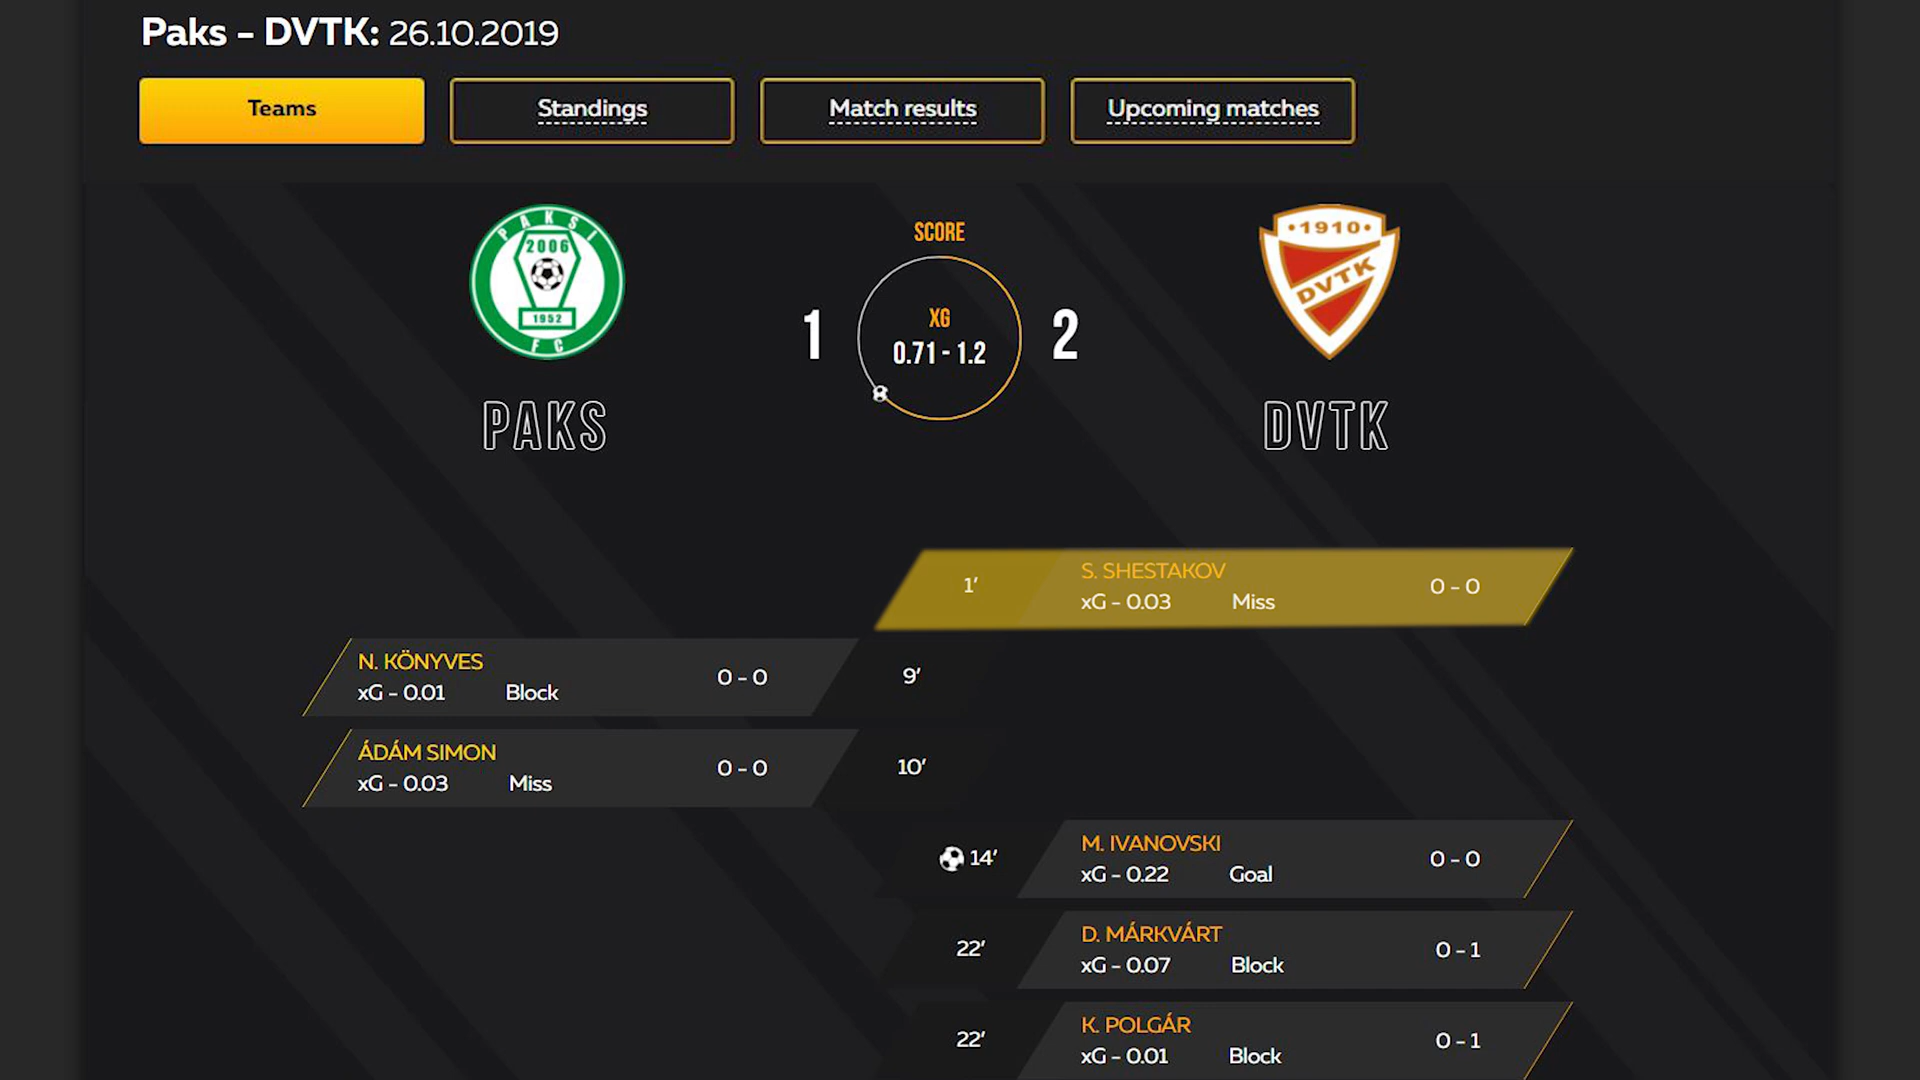 Paks - DVTK: 26.10.2019
Teams
Standings
Match results
Upcoming matches
PAKSI
2006
1952
FC
SCORE
1
XG
0.71 - 1.2
2
·1910·
DVTK
PAKS
DVTK
1′
S. SHESTAKOV
xG - 0.03 Miss
0 - 0
N. KÖNYVES
xG - 0.01 Block
0 - 0
9′
ÁDÁM SIMON
xG - 0.03 Miss
0 - 0
10′
14′
M. IVANOVSKI
xG - 0.22 Goal
0 - 0
22′
D. MÁRKVÁRT
xG - 0.07 Block
0 - 1
22′
K. POLGÁR
xG - 0.01 Block
0 - 1